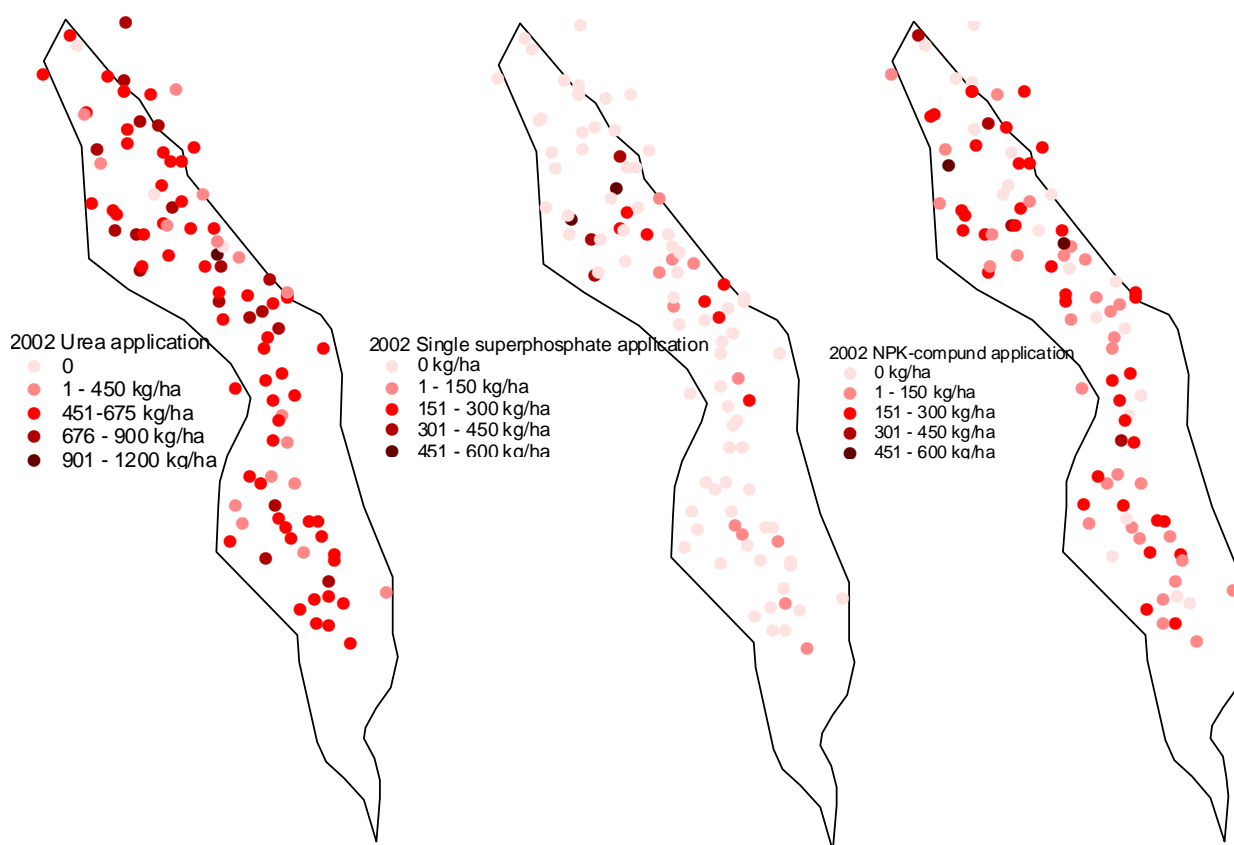 2002 Urea application
0
1 - 450 kg/ha
451-675 kg/ha
676 - 900 kg/ha
901 - 1200 kg/ha
2002 Single superphosphate application
0 kg/ha
1 - 150 kg/ha
151 - 300 kg/ha
301 - 450 kg/ha
451 - 600 kg/ha
2002 NPK-compund application
0 kg/ha
1 - 150 kg/ha
151 - 300 kg/ha
301 - 450 kg/ha
451 - 600 kg/ha